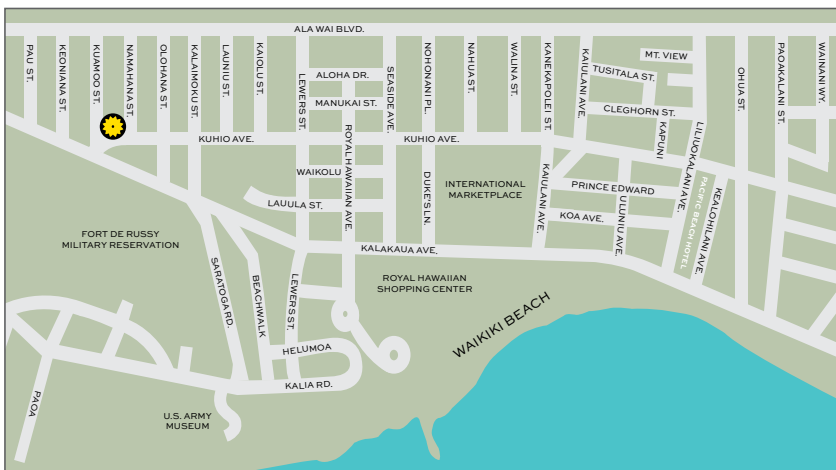 ALA WAI BLVD.
PAU ST.
KEONIANA ST.
KUAMOO ST.
NAMAHANA ST.
OLOHANA ST.
KALAIMOKU ST.
LAUNIU ST.
KAIOLU ST.
LEWERS ST.
ALOHA DR.
MANUKAI ST.
SEASIDE AVE.
NOHONANI PL.
NAHUA ST.
WALINA ST.
KANEKAPOLEI ST.
KAIULANI AVE.
MT. VIEW
TUSITALA ST.
CLEGHORN ST.
KAPUNI
LILIUOKALANI AVE.
OHUA ST.
PAOAKALANI ST.
WAINANI WY.
KUHIO AVE.
KUHIO AVE.
ROYAL HAWAIIAN AVE.
WAIKOLU
LAUULA ST.
DUKE'S LN.
INTERNATIONAL
MARKETPLACE
KAIULANI AVE.
PRINCE EDWARD
KOA AVE.
ULUNIU AVE.
PACIFIC BEACH HOTEL
KEALOHILANI AVE.
FORT DE RUSSY
MILITARY RESERVATION
KALAKAUA AVE.
SARATOGA RD.
BEACHWALK
LEWERS ST.
ROYAL HAWAIIAN
SHOPPING CENTER
WAIKIKI BEACH
HELUMOA
KALIA RD.
PAOA
U.S. ARMY
MUSEUM